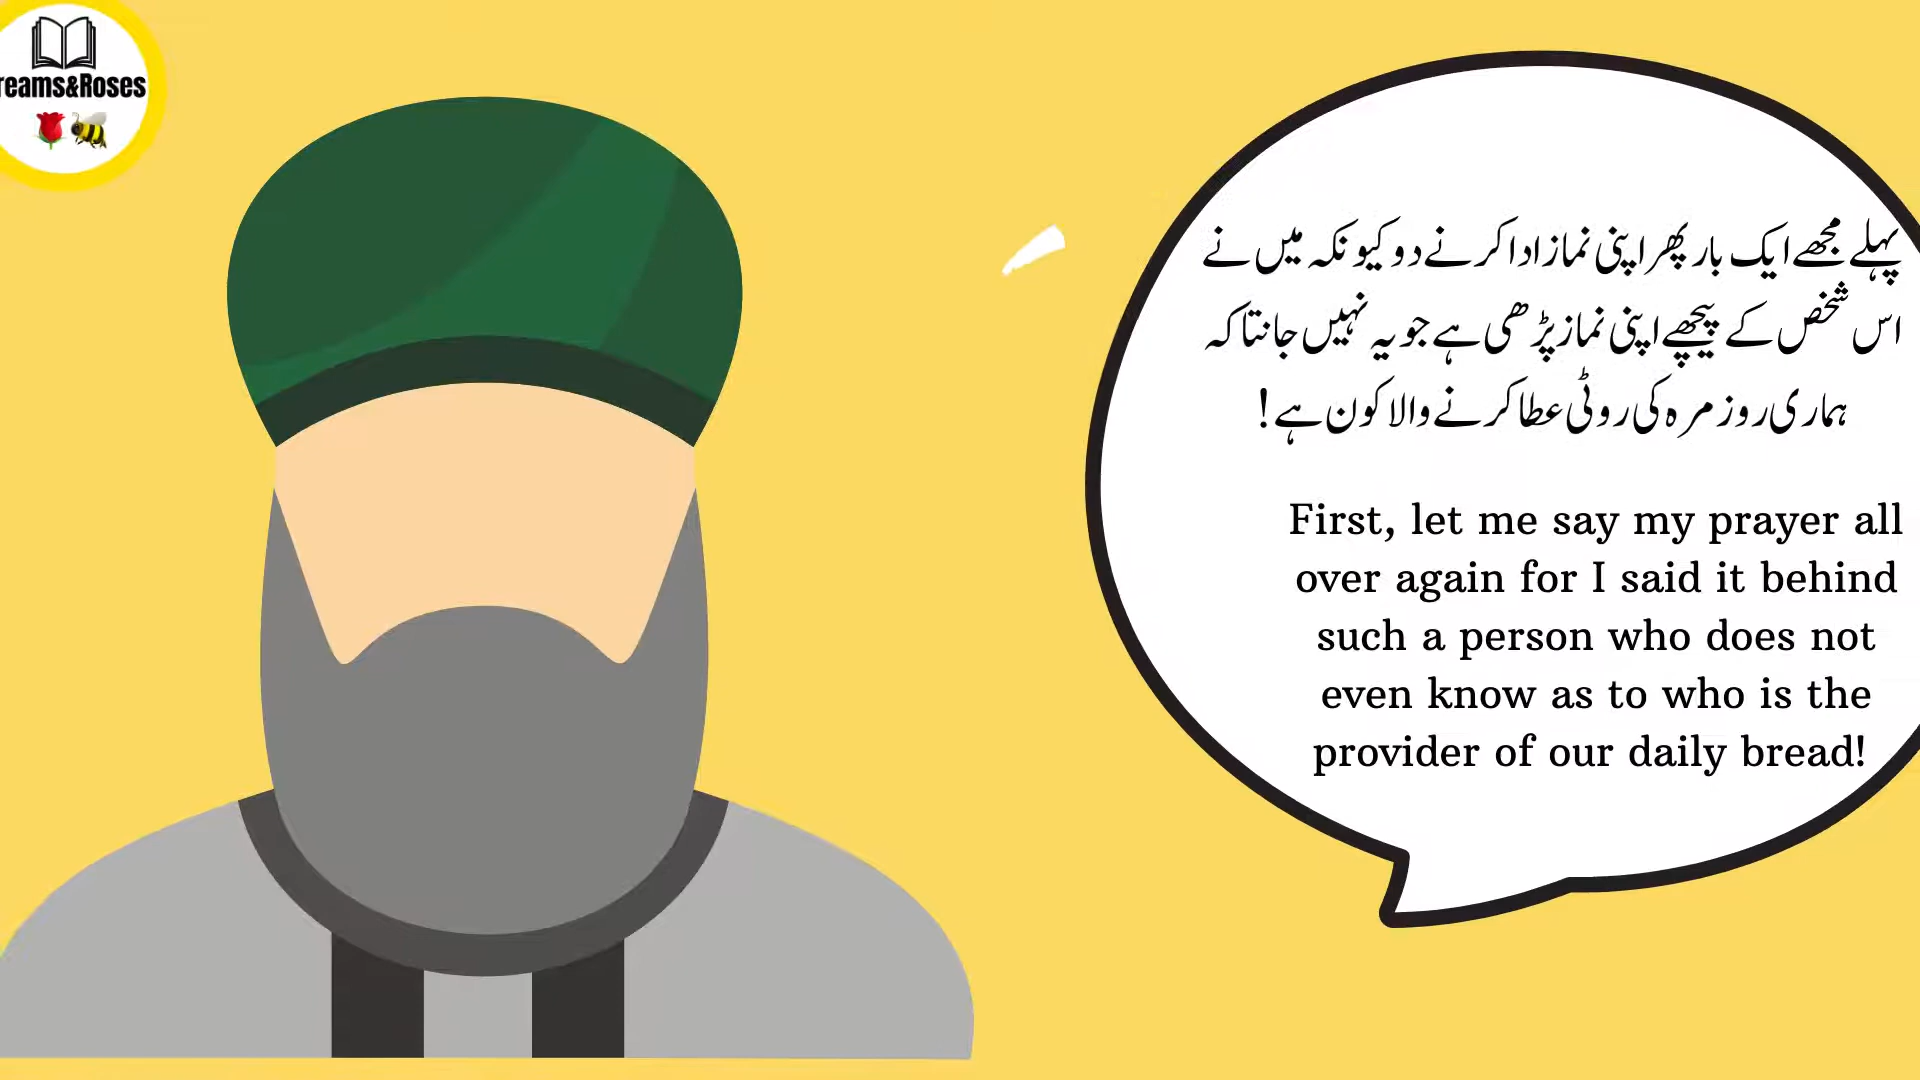 reams&Roses
پہلے مجھے ایک بار پھر اپنی نماز ادا کرنے دو کیونکہ میں نے
اس شخص کے پیچھے اپنی نماز پڑھی ہے جو یہ نہیں جانتا کہ
ہماری روز مرہ کی روٹی عطا کرنے والا کون ہے!
First, let me say my prayer all
over again for I said it behind
such a person who does not
even know as to who is the
provider of our daily bread!